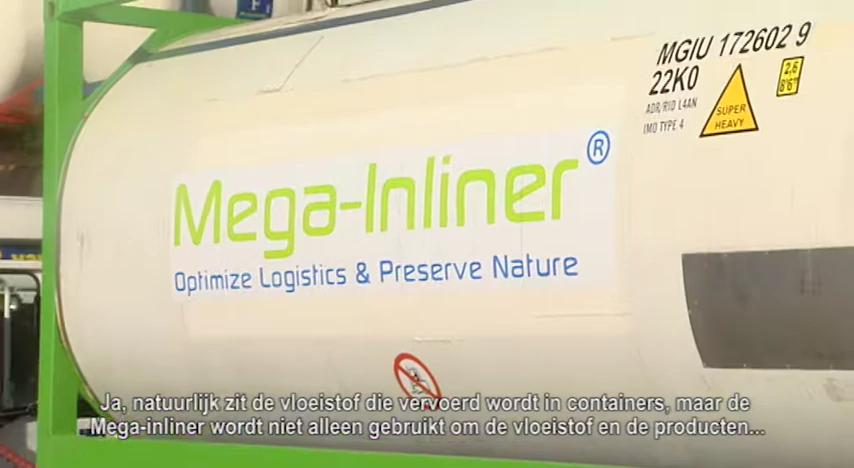 MGIU 172602 9
22K0
ADR/RID L4AN
IMO TYPE 4
SUPER
HEAVY
2,6
8'6"
Mega-Inliner®
Optimize Logistics & Preserve Nature
Ja, natuurlijk zit de vloeistof die vervoerd wordt in containers, maar de
Mega-inliner wordt niet alleen gebruikt om de vloeistof en de producten...